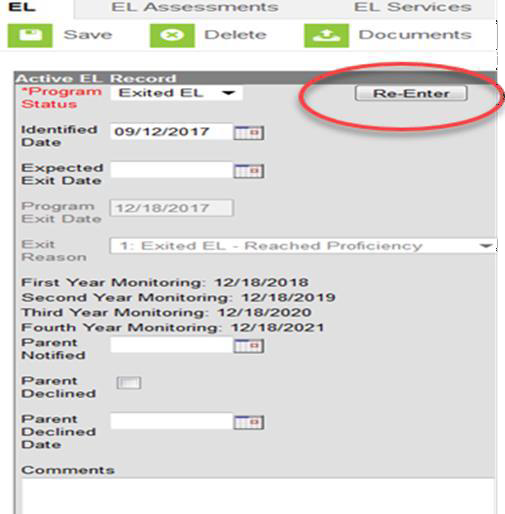 EL EL Assessments EL Services
Save Delete Documents
Active EL Record
*Program Status Exited EL Re-Enter
Identified Date 09/12/2017
Expected Exit Date
Program Exit Date 12/18/2017
Exit Reason 1: Exited EL - Reached Proficiency
First Year Monitoring: 12/18/2018
Second Year Monitoring: 12/18/2019
Third Year Monitoring: 12/18/2020
Fourth Year Monitoring: 12/18/2021
Parent Notified
Parent Declined
Parent Declined Date
Comments